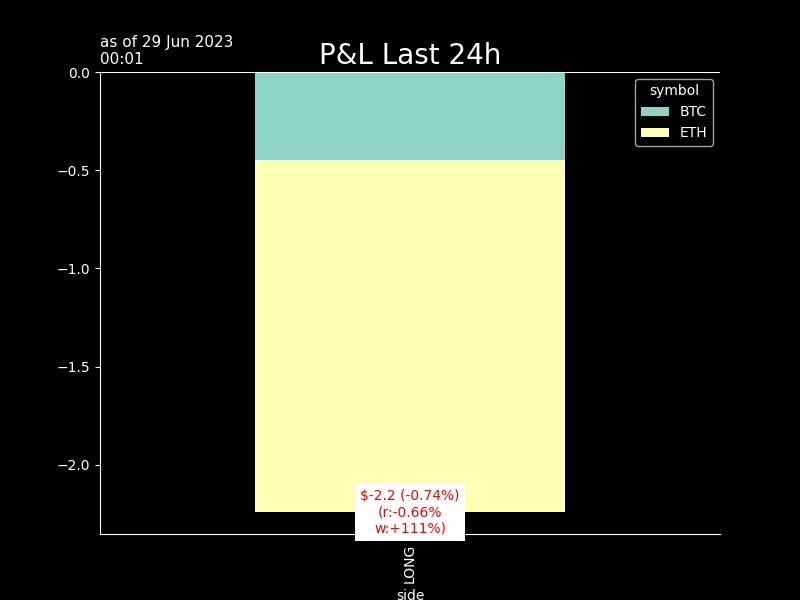 as of 29 Jun 2023
00:01
P&L Last 24h
0.0
−0.5
−1.0
−1.5
−2.0
symbol
BTC
ETH
$-2.2 (-0.74%)
(r:-0.66%
w:+111%)
LONG
side